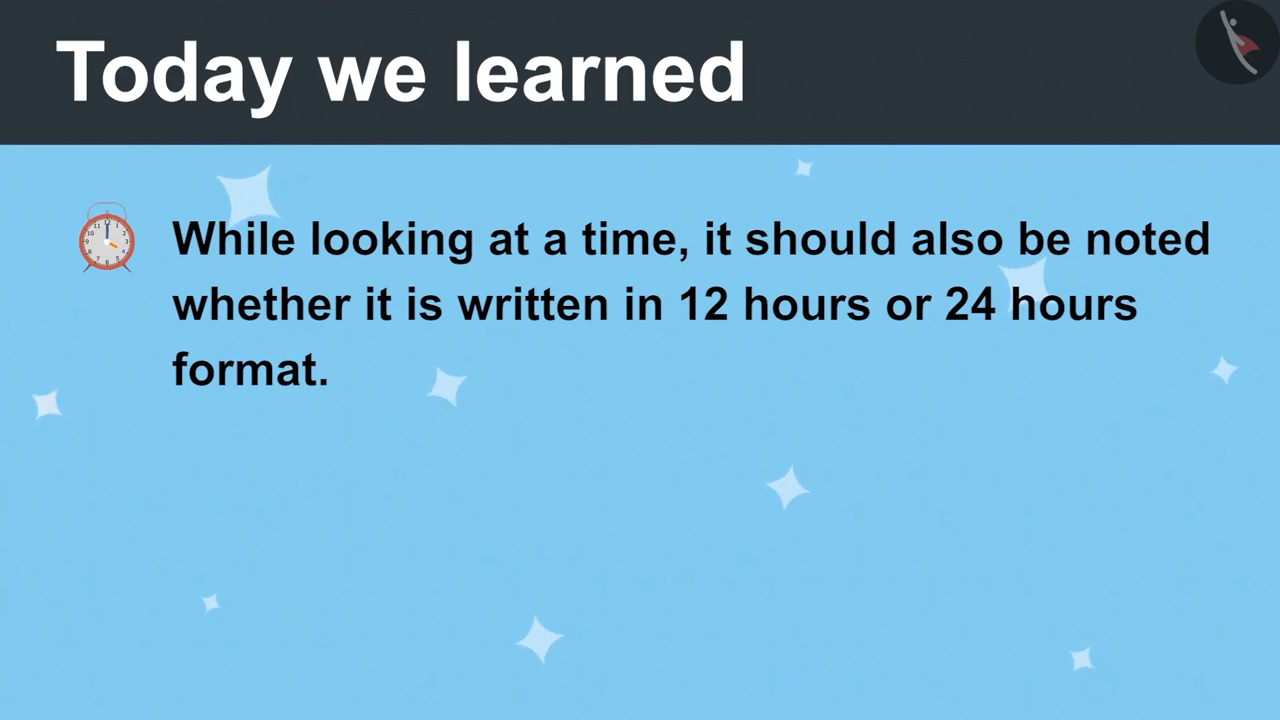 Today we learned
While looking at a time, it should also be noted
whether it is written in 12 hours or 24 hours
format.